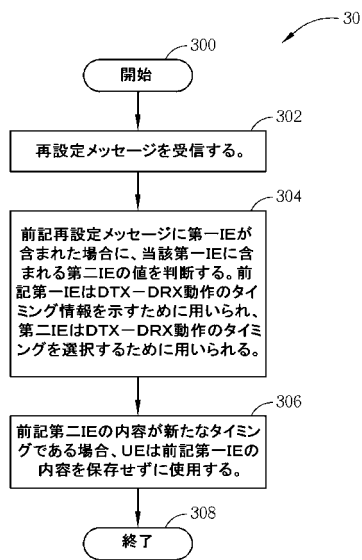 30
300
開始
302
再設定メッセージを受信する。
304
前記再設定メッセージに第一IEが
含まれた場合に、当該第一IEに含
まれる第二IEの値を判断する。前
記第一IEはDTX－DRX動作のタイ
ミング情報を示すために用いられ、
第二IEはDTX－DRX動作のタイミ
ングを選択するために用いられる。
306
前記第二IEの内容が新たなタイミン
グである場合、UEは前記第一IEの
内容を保存せずに使用する。
308
終了